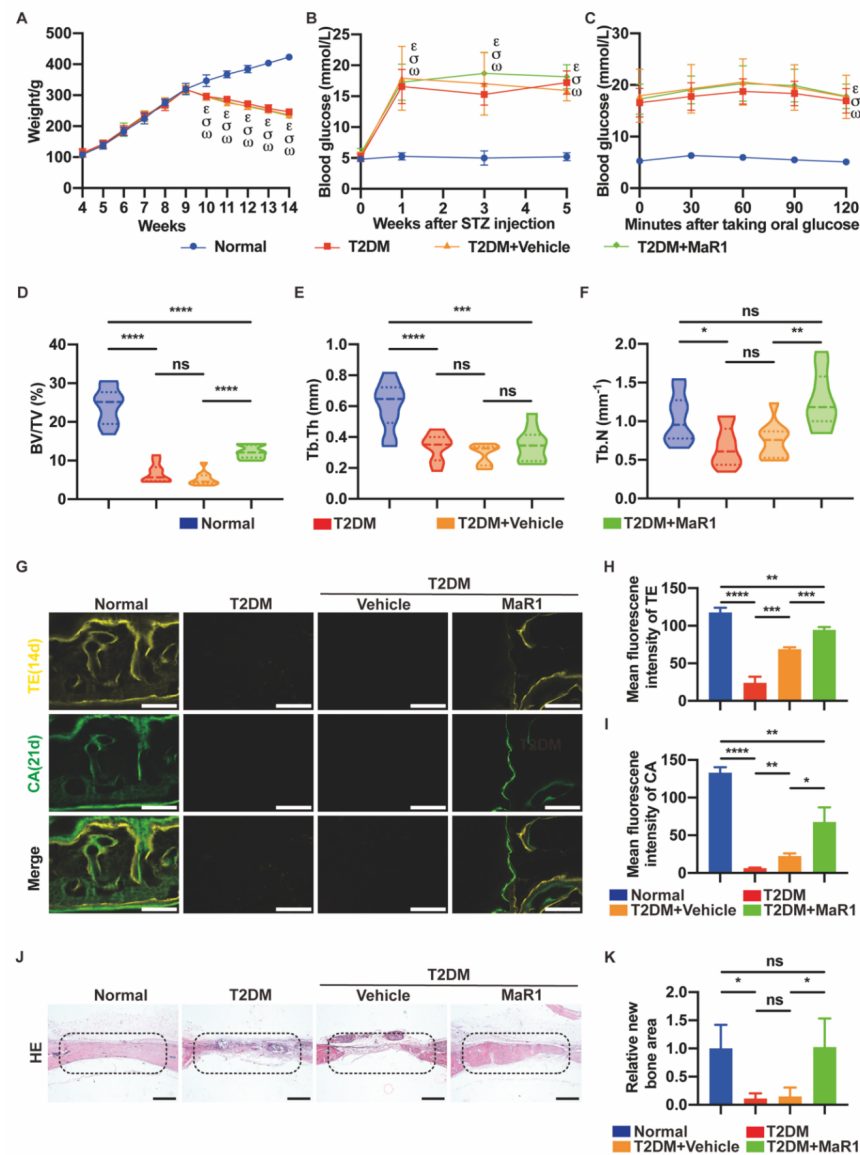 A
Weight/g
500
400
300
200
100
0
4 5 6 7 8 9 10 11 12 13 14
Weeks
ε ε ε ε ε
σ σ σ σ σ
ω ω ω ω ω
B
Blood glucose (mmol/L)
30
25
20
15
10
5
0
0 1 2 3 4 5
Weeks after STZ injection
ε ε ε
σ σ σ
ω ω ω
C
Blood glucose (mmol/L)
30
20
10
0
0 30 60 90 120
Minutes after taking oral glucose
ε
σ
ω
Normal T2DM T2DM+Vehicle T2DM+MaR1
D
BV/TV (%)
40
30
20
10
0
****
****
ns
****
E
Tb.Th (mm)
1.0
0.8
0.6
0.4
0.2
0.0
***
****
ns
ns
F
Tb.N (mm-1)
2.0
1.5
1.0
0.5
0.0
ns
*
**
ns
Normal T2DM T2DM+Vehicle T2DM+MaR1
G
T2DM
Normal T2DM Vehicle MaR1
TE(14d)
CA(21d)
T2DM
Merge
H
Mean fluorescene
intensity of TE
150
100
50
0
**
**** ***
***
I
Mean fluorescene
intensity of CA
150
100
50
0
**
****
**
*
Normal T2DM
T2DM+Vehicle T2DM+MaR1
J
T2DM
Normal T2DM Vehicle MaR1
HE
K
Relative new
bone area
2.0
1.5
1.0
0.5
0.0
ns
* *
ns
Normal T2DM
T2DM+Vehicle T2DM+MaR1